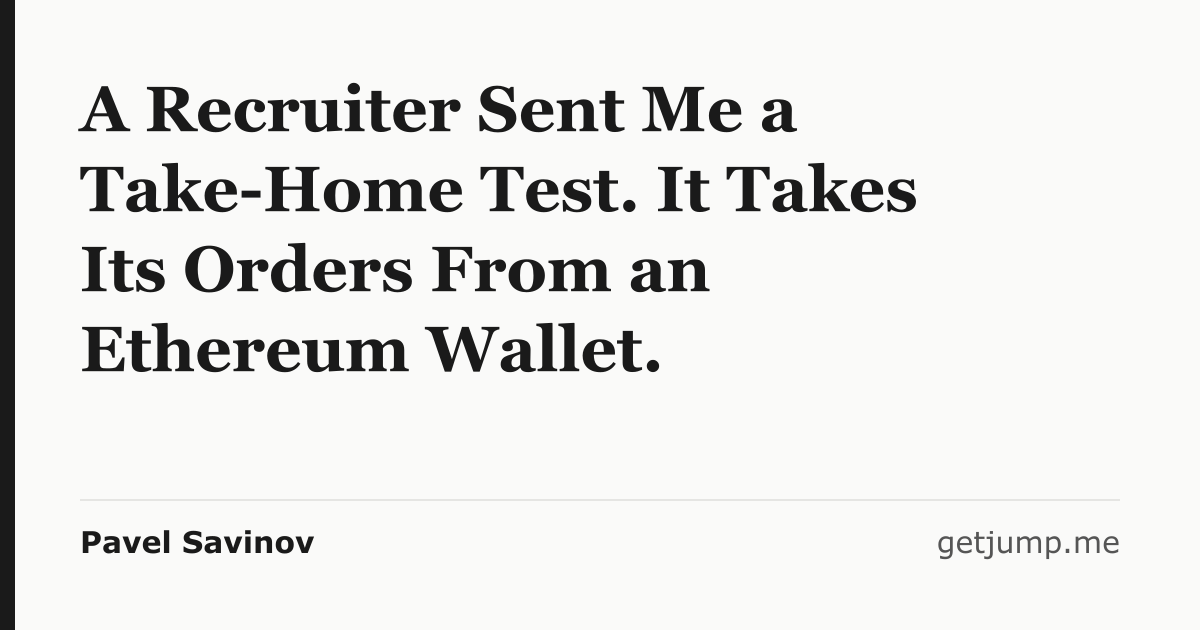 A Recruiter Sent Me a
Take-Home Test. It Takes
Its Orders From an
Ethereum Wallet.
Pavel Savinov
getjump.me